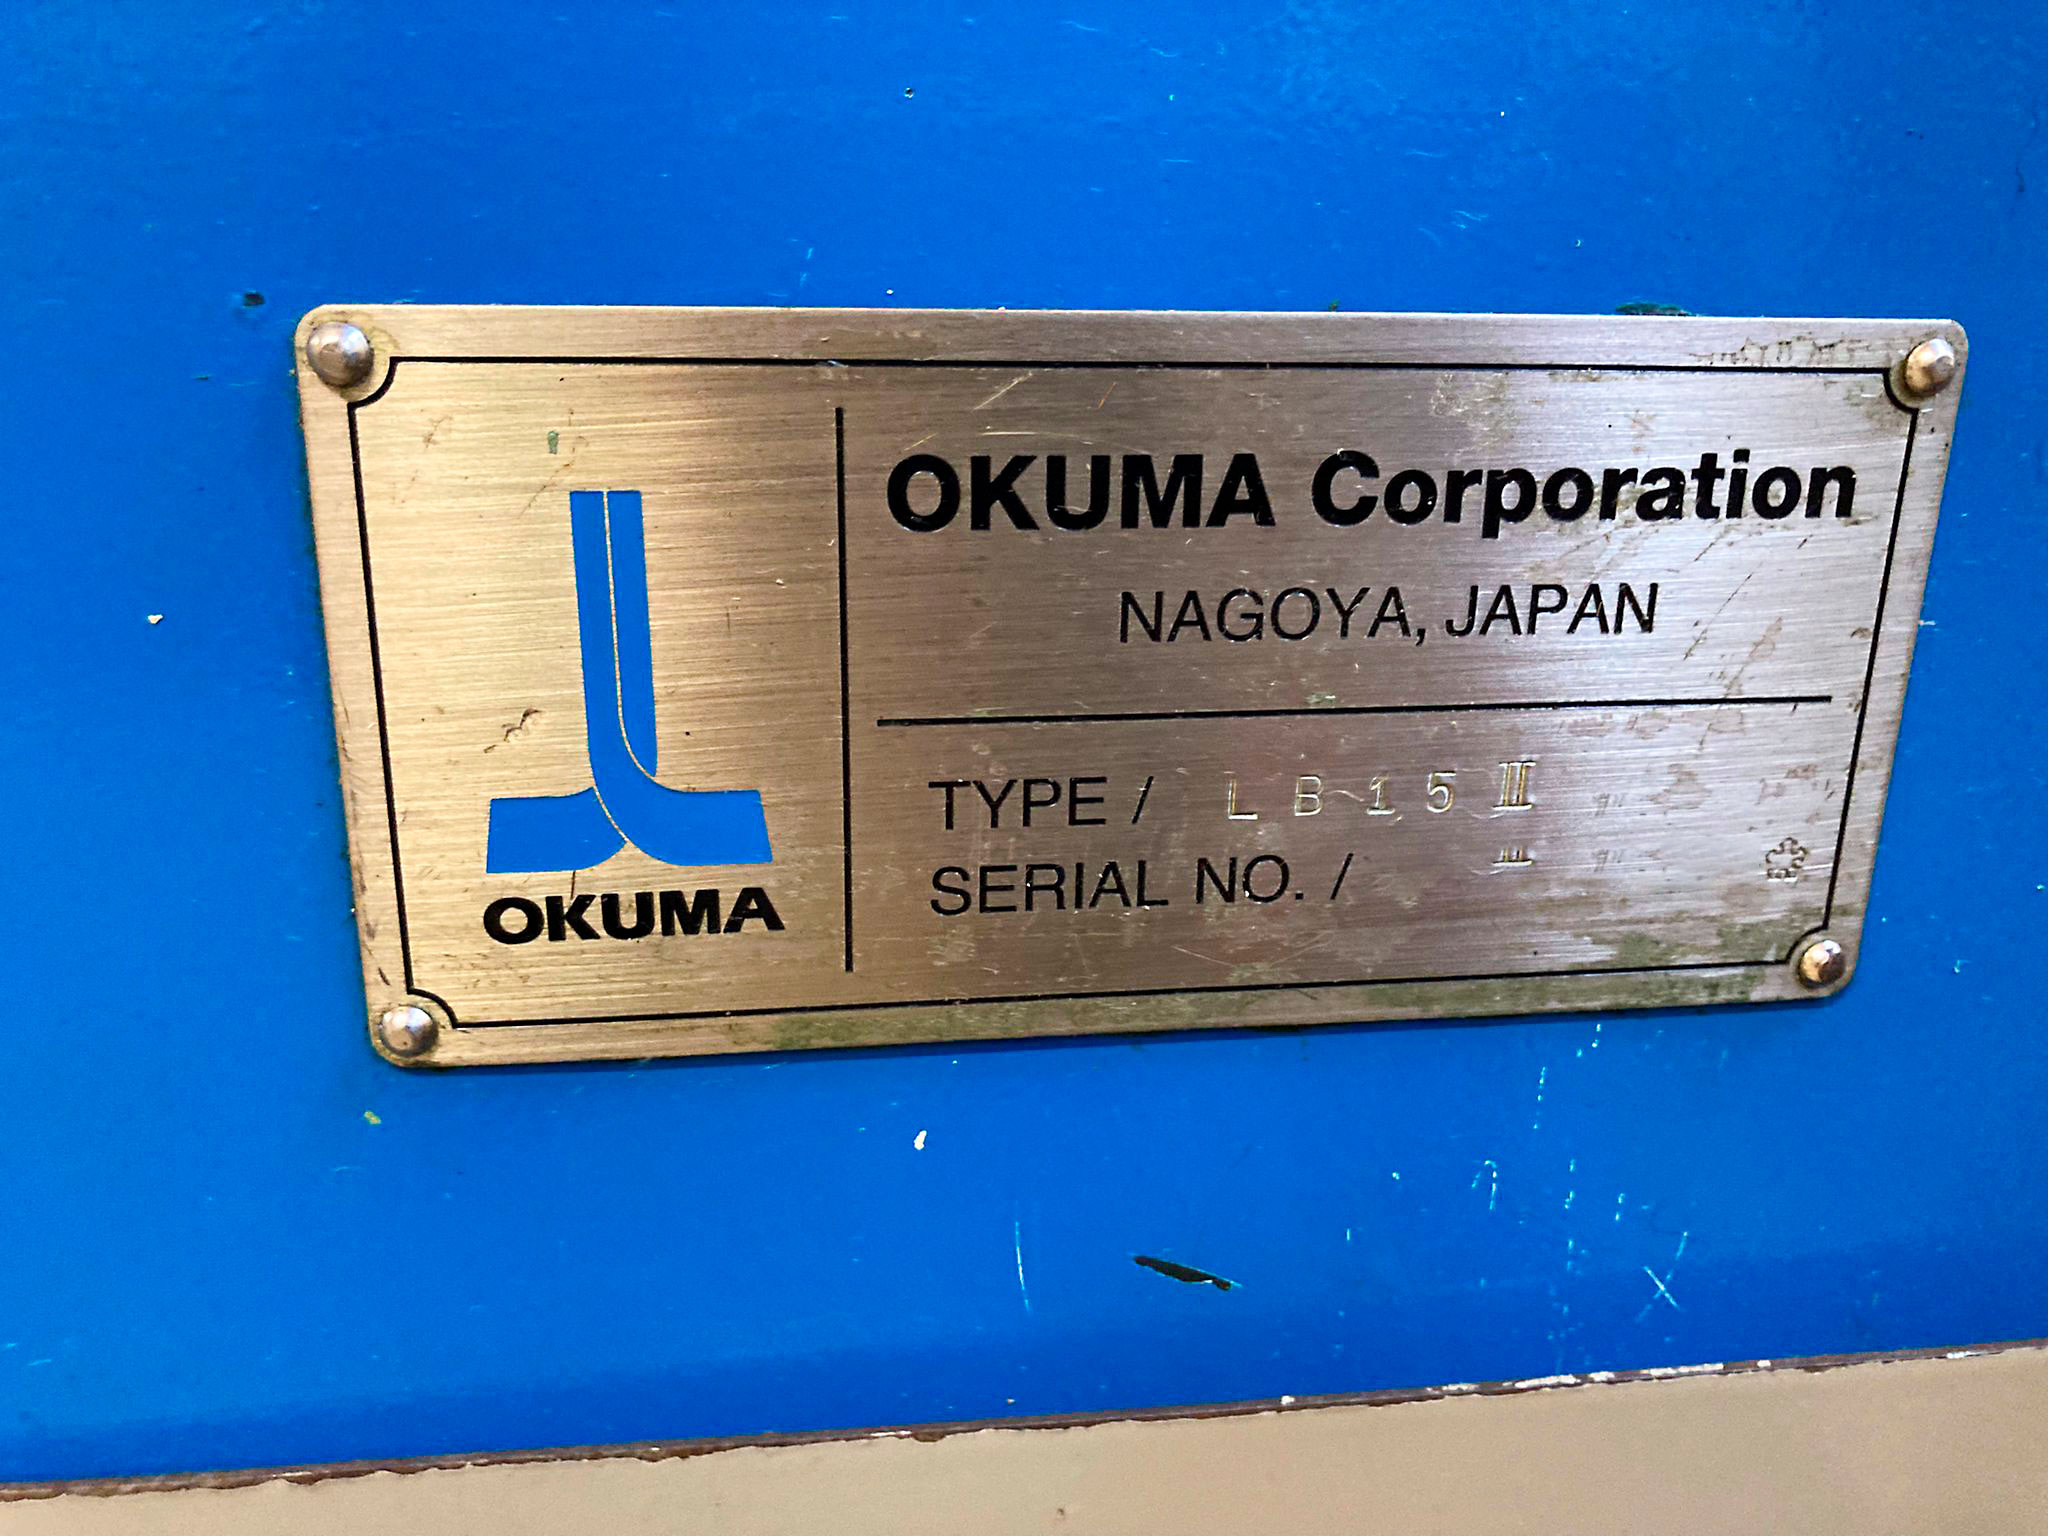 OKUMA
OKUMA Corporation
NAGOYA, JAPAN
TYPE / LB15 II
SERIAL NO. /